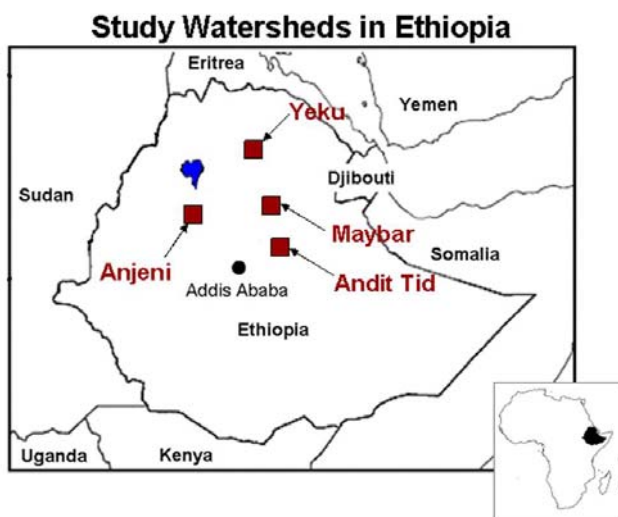 Study Watersheds in Ethiopia
Eritrea
Yemen
Yeku
Djibouti
Sudan
Maybar
Somalia
Anjeni
Andit Tid
Addis Ababa
Ethiopia
Uganda
Kenya